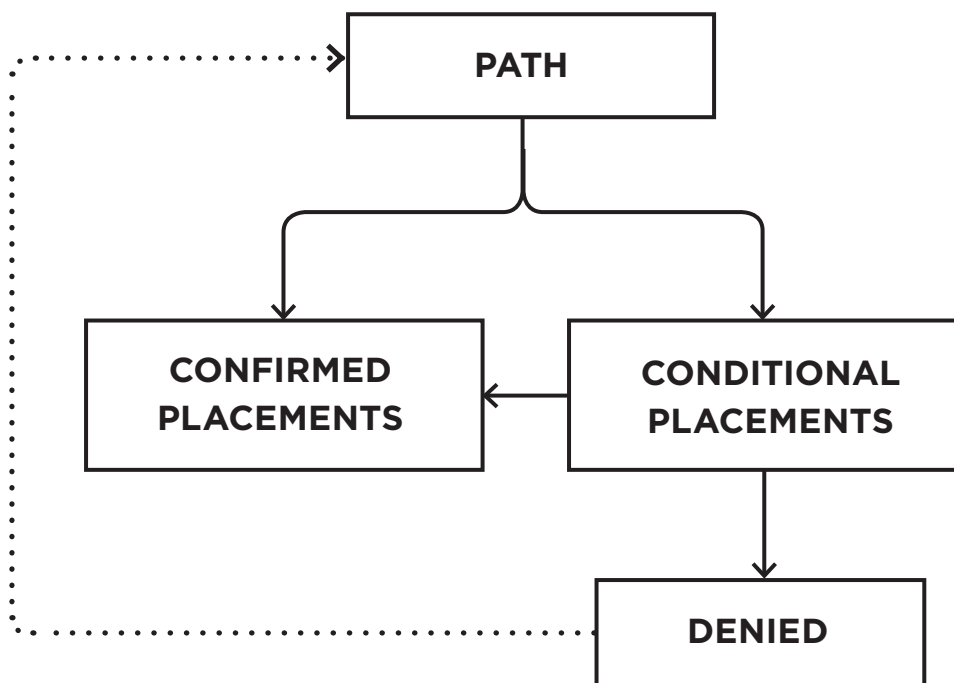 PATH
CONFIRMED
PLACEMENTS
CONDITIONAL
PLACEMENTS
DENIED